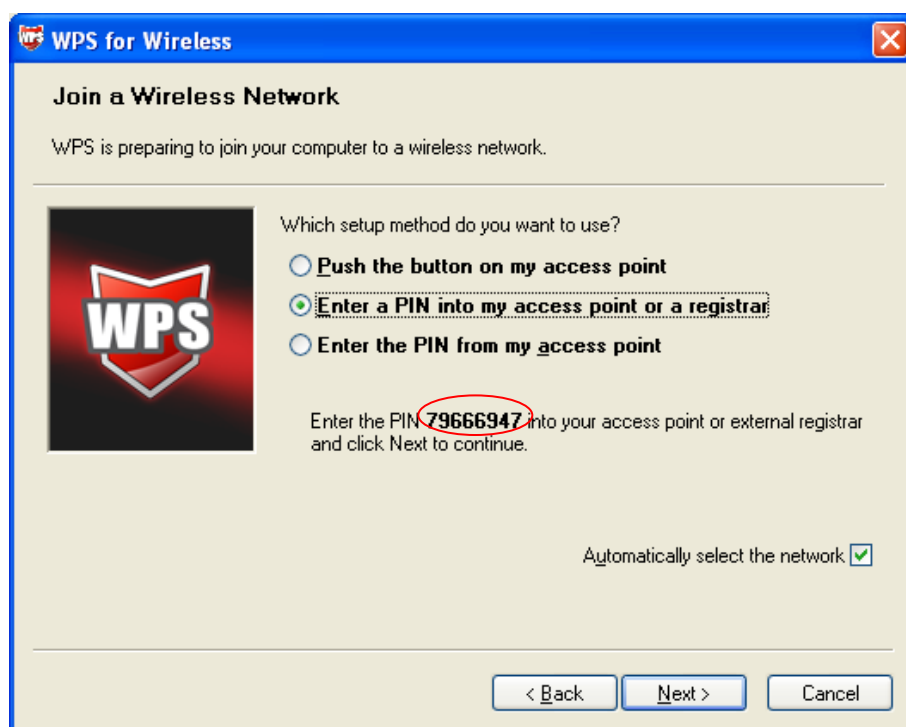 WPS for Wireless
Join a Wireless Network
WPS is preparing to join your computer to a wireless network.
WPS
Which setup method do you want to use?
Push the button on my access point
Enter a PIN into my access point or a registrar
Enter the PIN from my access point
Enter the PIN 79666947 into your access point or external registrar
and click Next to continue.
Automatically select the network
< Back
Next >
Cancel